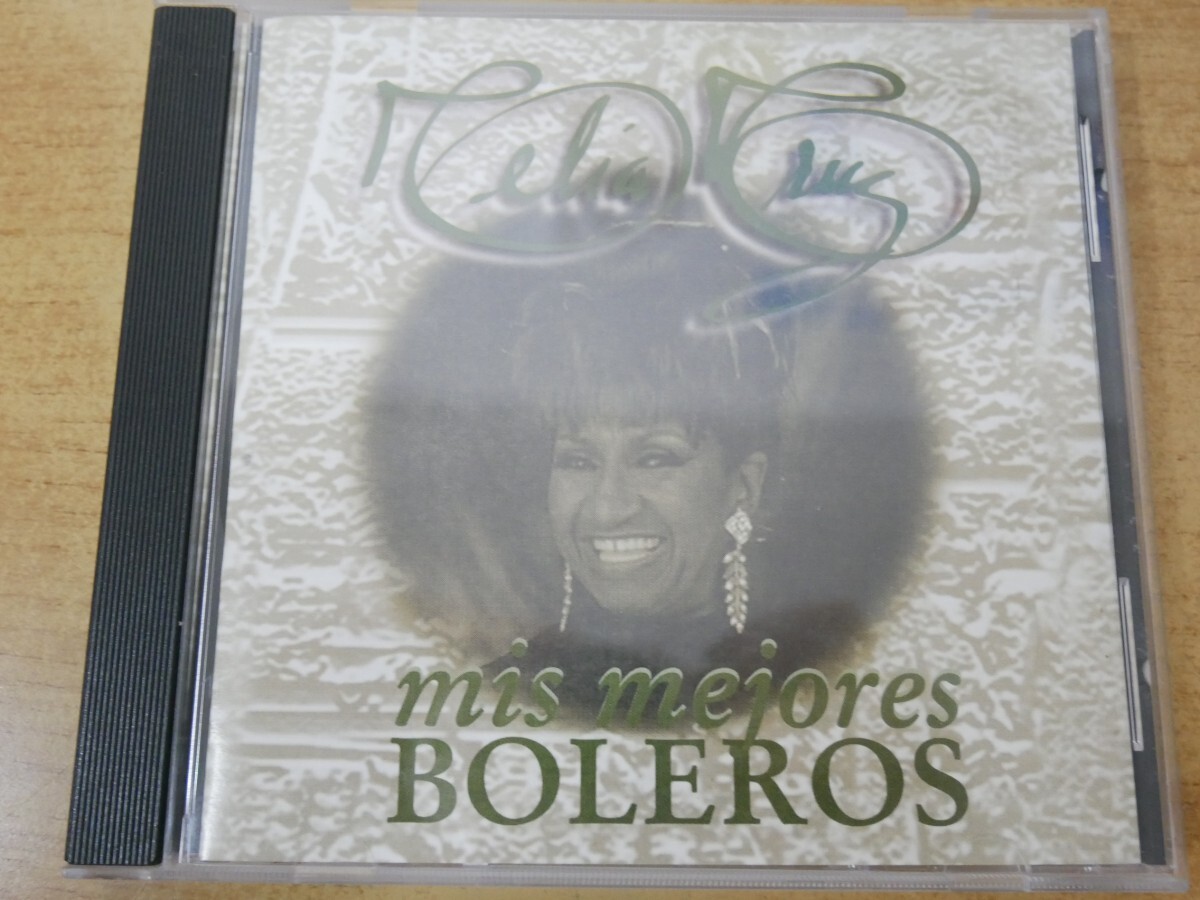 Celia Cruz
mis mejores
BOLEROS